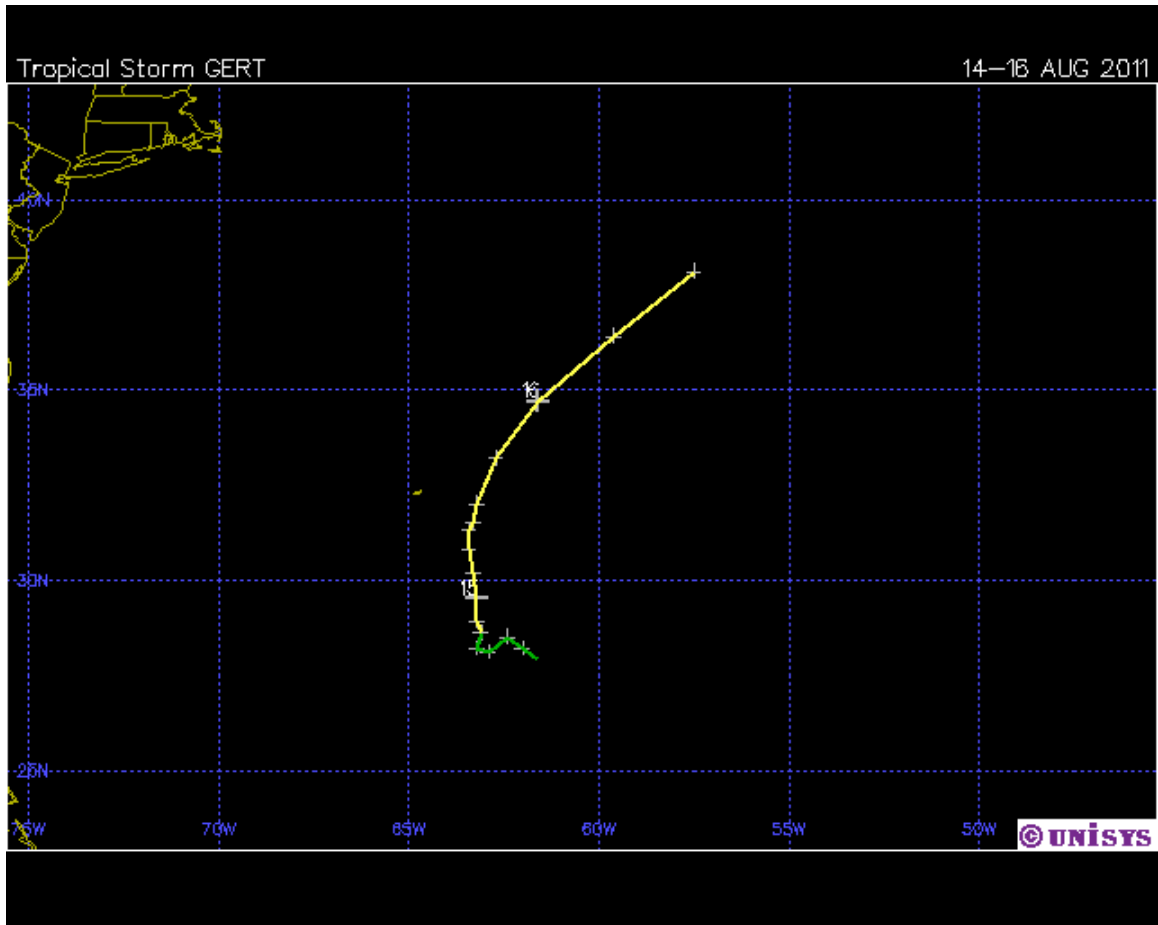 Tropical Storm GERT 14-16 AUG 2011
40N
16
35N
15
30N
25N
75W 70W 65W 60W 55W 50W
© UNISYS